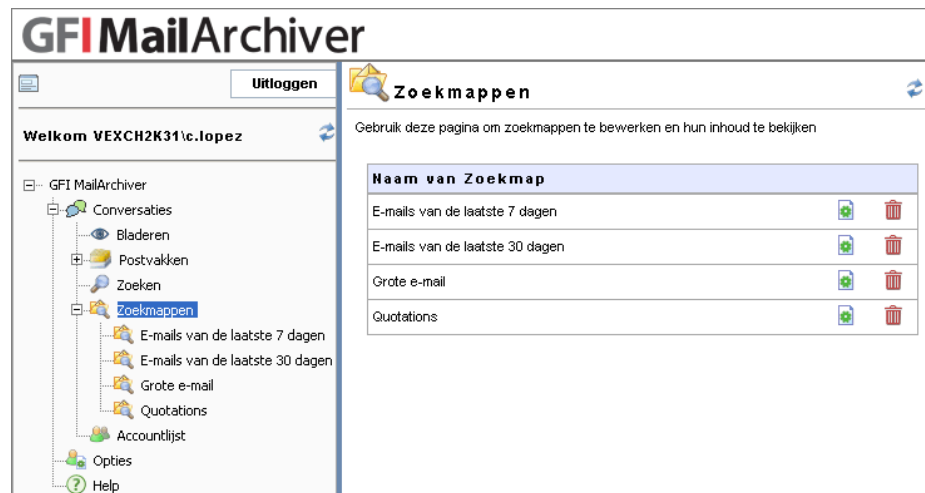 GFI MailArchiver
Uitloggen
Welkom VEXCH2K31\c.lopez
GFI MailArchiver
Conversaties
Bladeren
Postvakken
Zoeken
Zoekmappen
E-mails van de laatste 7 dagen
E-mails van de laatste 30 dagen
Grote e-mail
Quotations
Accountlijst
Opties
Help
Zoekmappen
Gebruik deze pagina om zoekmappen te bewerken en hun inhoud te bekijken
Naam van Zoekmap
E-mails van de laatste 7 dagen
E-mails van de laatste 30 dagen
Grote e-mail
Quotations